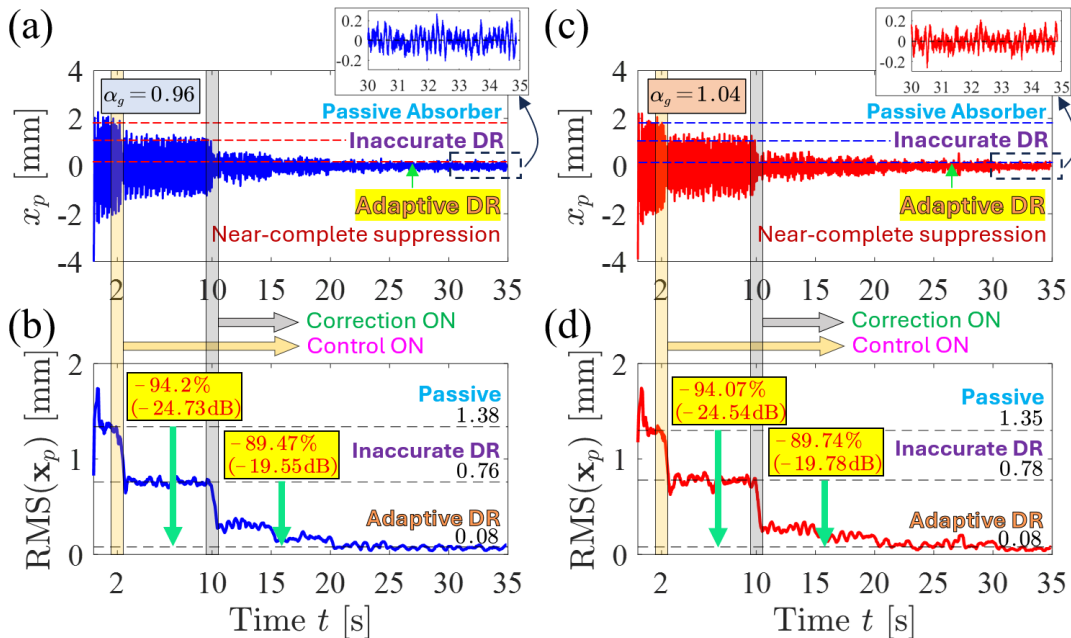 (a)
0.2
0
-0.2
30 31 32 33 34 35
4
2
0
-2
-4
x_p [mm]
α_g = 0.96
Passive Absorber
Inaccurate DR
Adaptive DR
Near-complete suppression
2 10 15 20 25 30 35
Correction ON
Control ON
(b)
2
1
0
RMS(x_p) [mm]
-94.2%
(-24.73dB)
-89.47%
(-19.55dB)
Passive
1.38
Inaccurate DR
0.76
Adaptive DR
0.08
2 10 15 20 25 30 35
Time t [s]
(c)
0.2
0
-0.2
30 31 32 33 34 35
4
2
0
-2
-4
x_p [mm]
α_g = 1.04
Passive Absorber
Inaccurate DR
Adaptive DR
Near-complete suppression
2 10 15 20 25 30 35
Correction ON
Control ON
(d)
2
1
0
RMS(x_p) [mm]
-94.07%
(-24.54dB)
-89.74%
(-19.78dB)
Passive
1.35
Inaccurate DR
0.78
Adaptive DR
0.08
2 10 15 20 25 30 35
Time t [s]